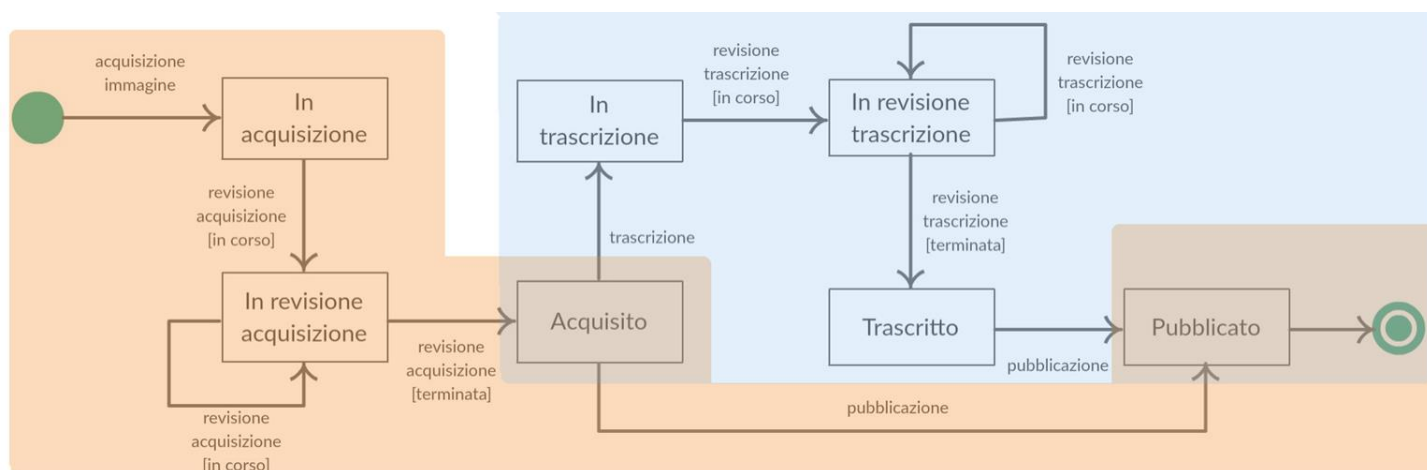 acquisizione
immagine
In
acquisizione
revisione
acquisizione
[in corso]
In revisione
acquisizione
revisione
acquisizione
[in corso]
revisione
acquisizione
[terminata]
Acquisito
trascrizione
In
trascrizione
revisione
trascrizione
[in corso]
In revisione
trascrizione
revisione
trascrizione
[in corso]
revisione
trascrizione
[terminata]
Trascritto
pubblicazione
Pubblicato
pubblicazione